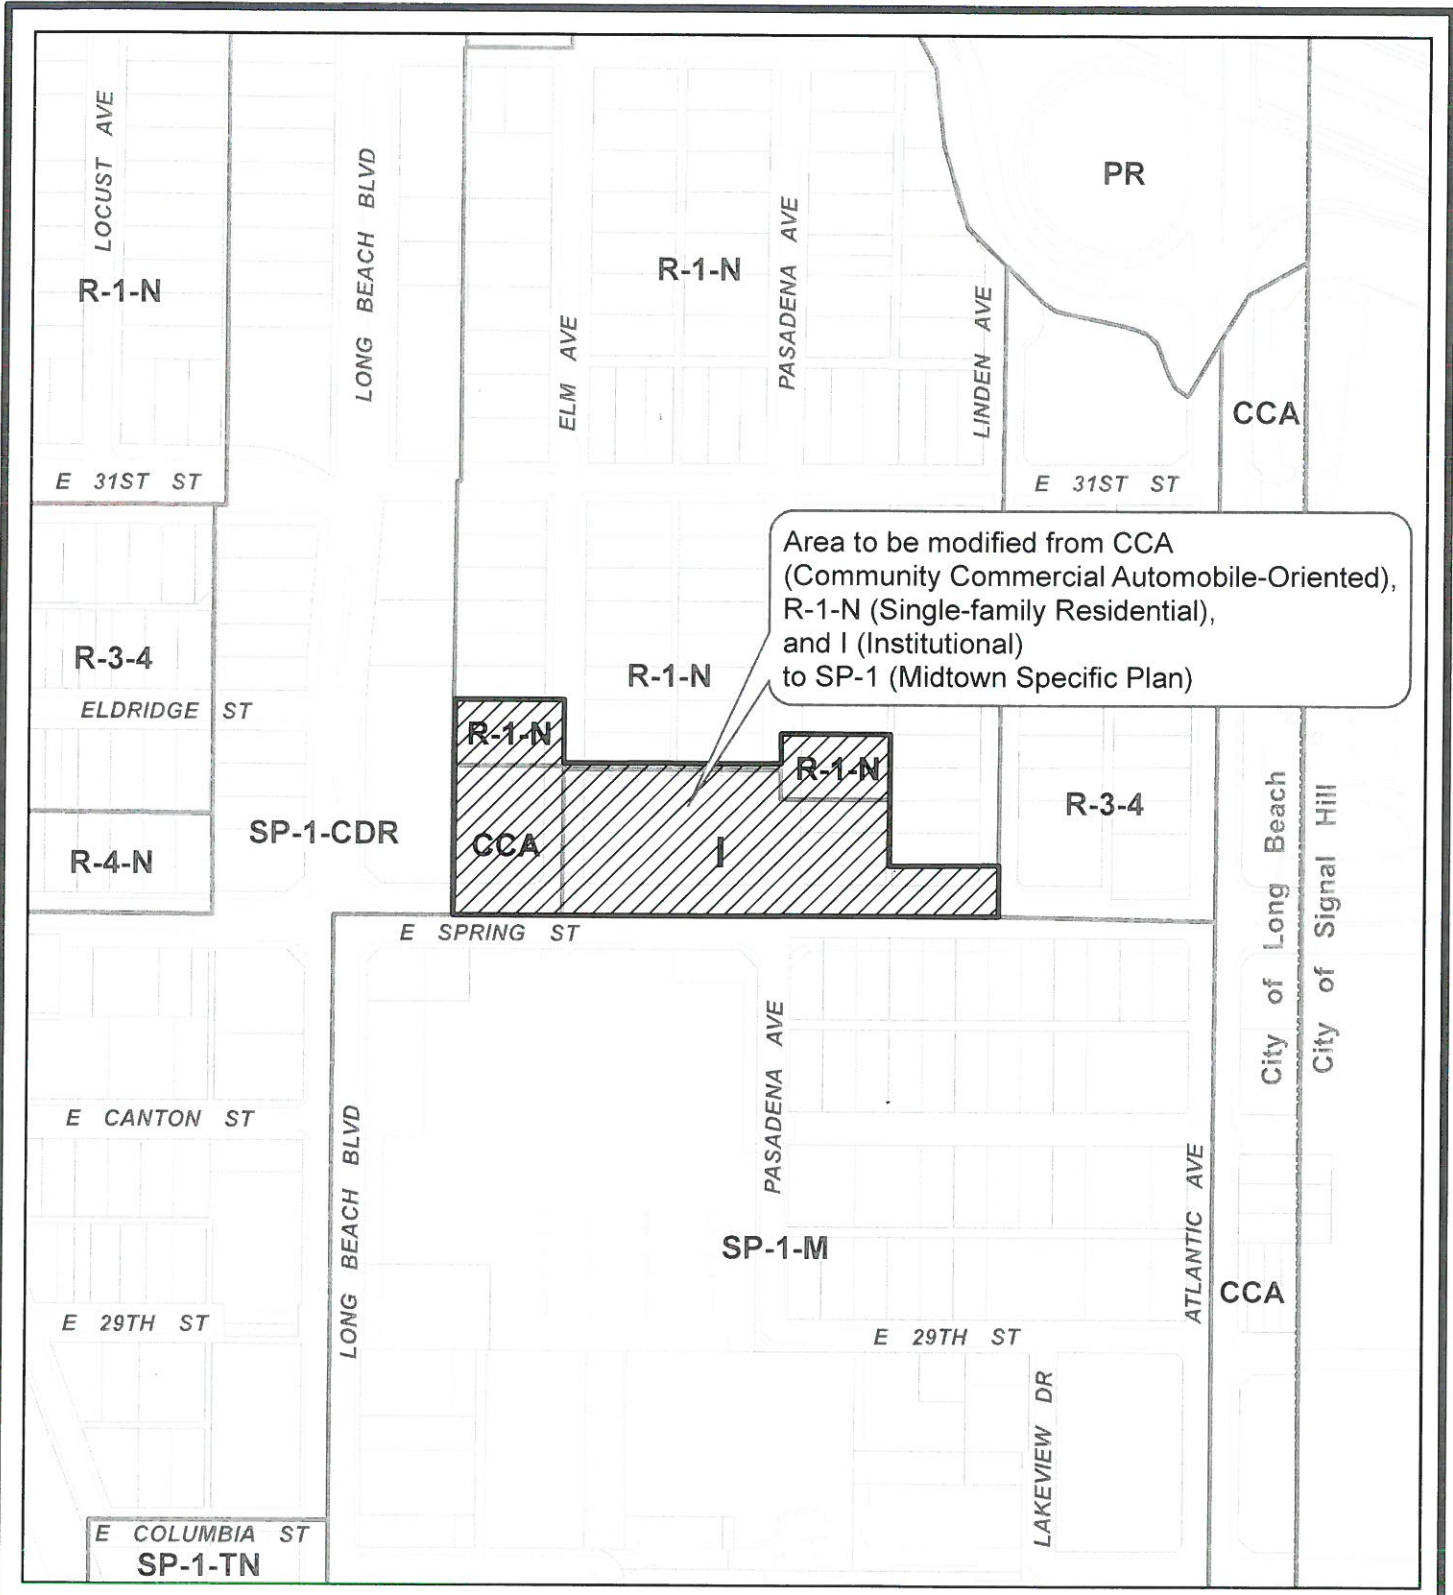 LOCUST AVE
LONG BEACH BLVD
PR
PASADENA AVE
R-1-N
R-1-N
LINDEN AVE
ELM AVE
CCA
E 31ST ST
E 31ST ST
Area to be modified from CCA
(Community Commercial Automobile-Oriented),
R-1-N (Single-family Residential),
and I (Institutional)
to SP-1 (Midtown Specific Plan)
R-3-4
R-1-N
ELDRIDGE ST
R-1-N
R-1-N
R-3-4
SP-1-CDR
CCA
I
R-4-N
City of Long Beach
City of Signal Hill
E SPRING ST
PASADENA AVE
E CANTON ST
LONG BEACH BLVD
ATLANTIC AVE
SP-1-M
CCA
E 29TH ST
E 29TH ST
LAKEVIEW DR
E COLUMBIA ST
SP-1-TN